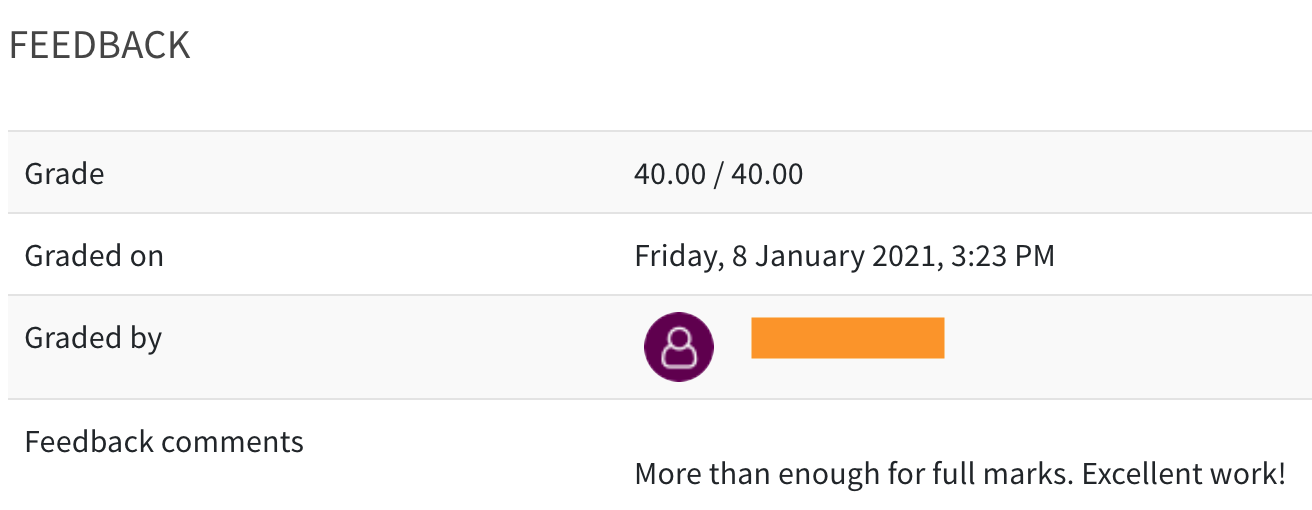 FEEDBACK
Grade 40.00 / 40.00
Graded on Friday, 8 January 2021, 3:23 PM
Graded by
Feedback comments
More than enough for full marks. Excellent work!